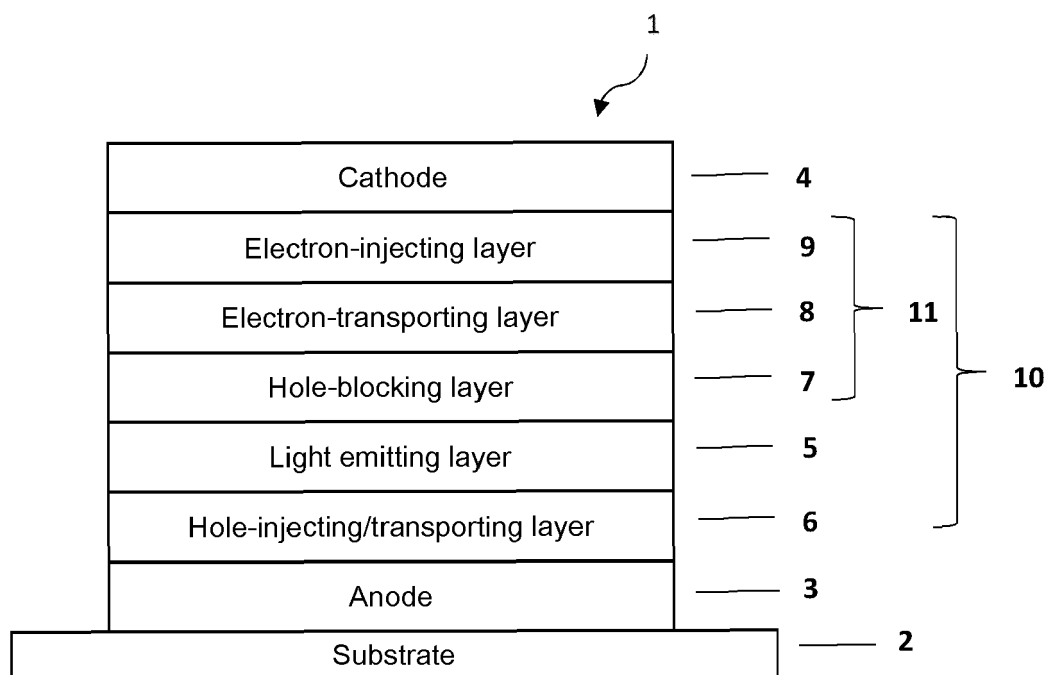 1
Cathode 4
Electron-injecting layer 9
Electron-transporting layer 8 11
Hole-blocking layer 7 10
Light emitting layer 5
Hole-injecting/transporting layer 6
Anode 3
Substrate 2